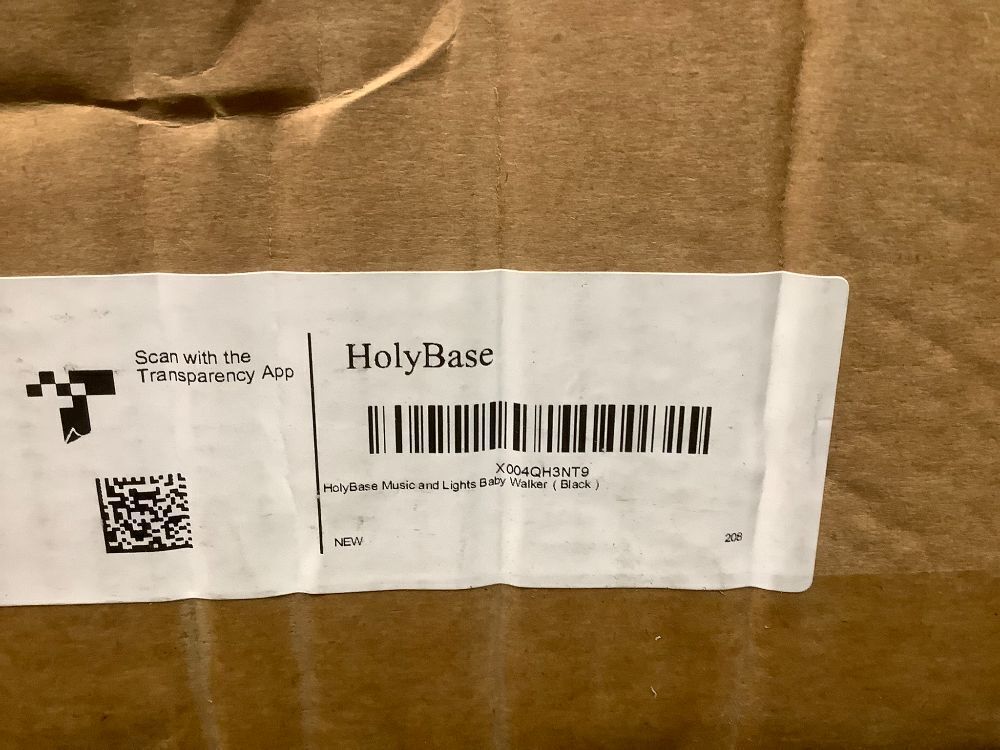 Scan with the
Transparency App
HolyBase
X004QH3NT9
HolyBase Music and Lights Baby Walker ( Black )
NEW
208